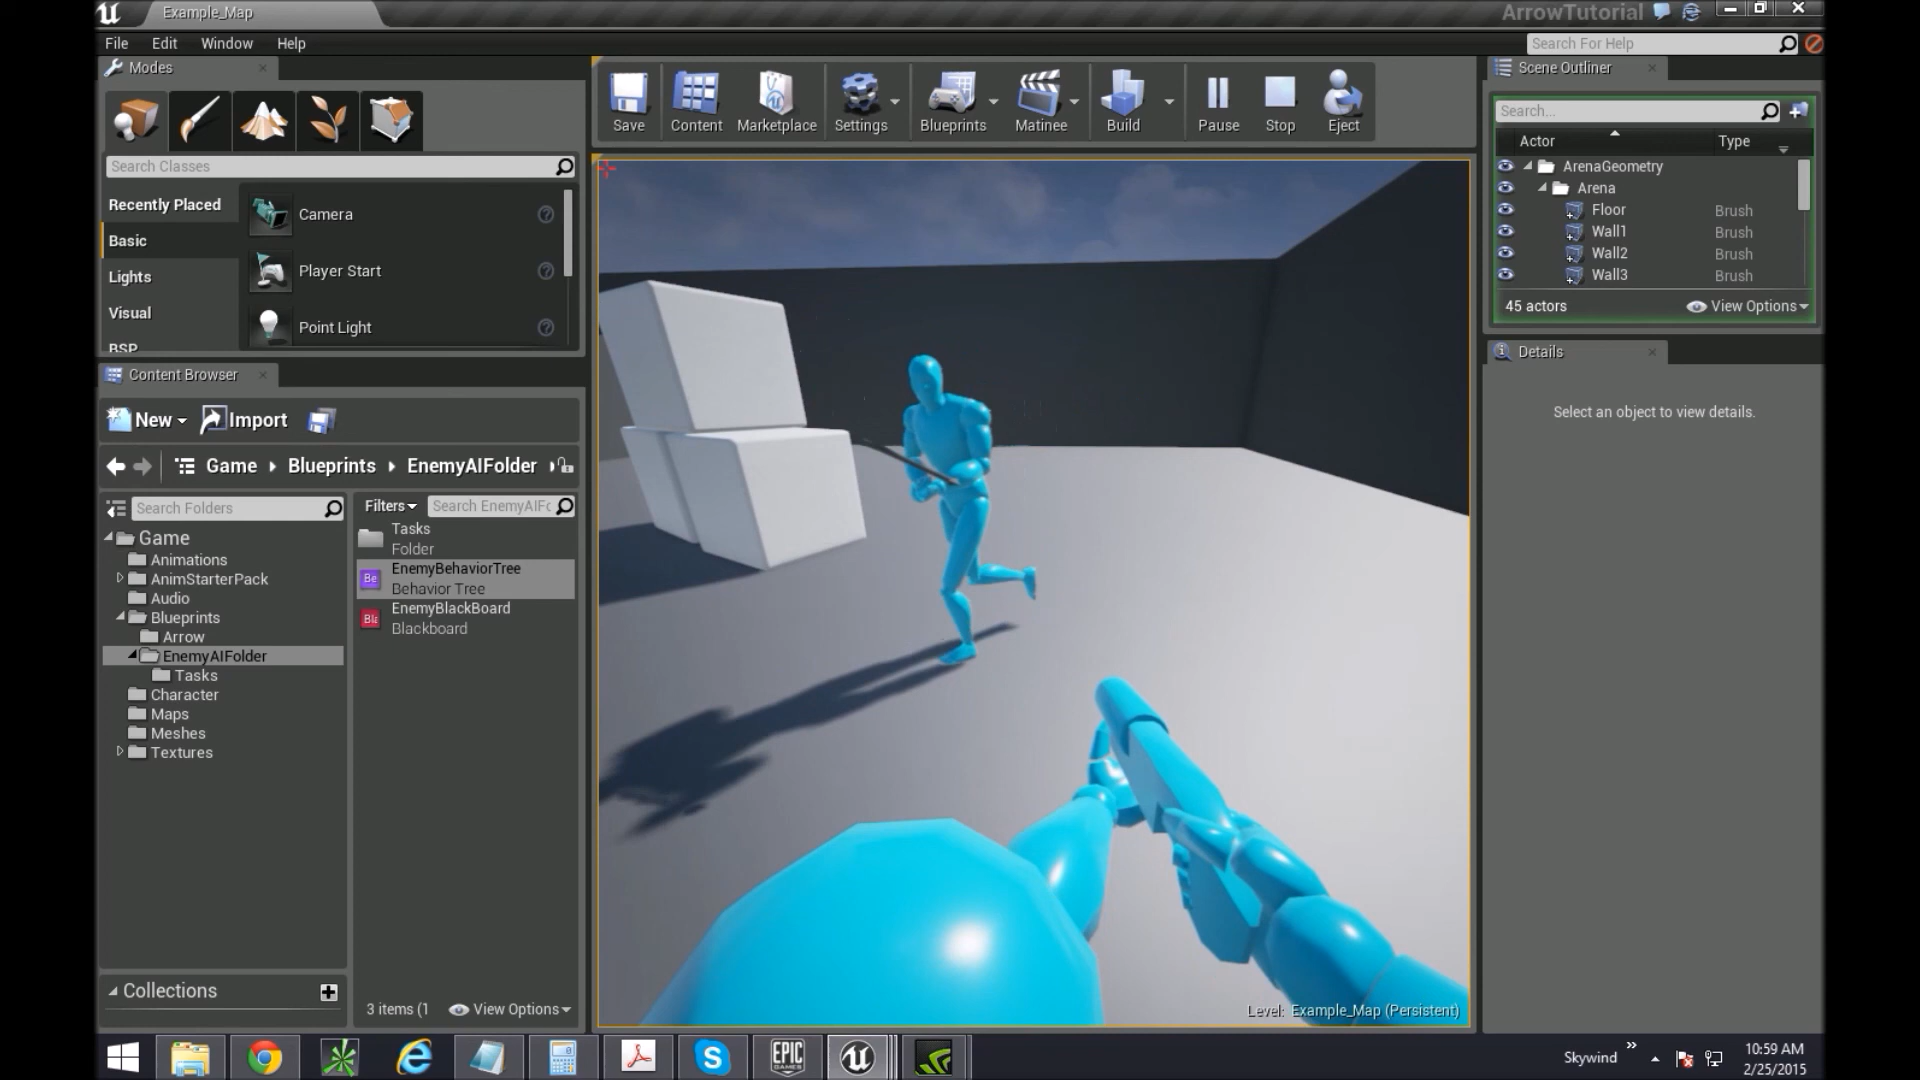 Example_Map
ArrowTutorial
File Edit Window Help
Search For Help
Modes
Search Classes
Recently Placed
Basic
Lights
Visual
BSP
Camera
Player Start
Point Light
Save
Content
Marketplace
Settings
Blueprints
Matinee
Build
Pause
Stop
Eject
Scene Outliner
Search...
Actor Type
ArenaGeometry
Arena
Floor Brush
Wall1 Brush
Wall2 Brush
Wall3 Brush
45 actors View Options
Details
Select an object to view details.
Content Browser
New Import
Game Blueprints EnemyAIFolder
Search Folders
Game
Animations
AnimStarterPack
Audio
Blueprints
Arrow
EnemyAIFolder
Tasks
Character
Maps
Meshes
Textures
Collections
Filters Search EnemyAIFo
Tasks
Folder
EnemyBehaviorTree
Behavior Tree
EnemyBlackBoard
Blackboard
Be
Bla
3 items (1 View Options
Level: Example_Map (Persistent)
EPIC
GAMES
Skywind
10:59 AM
2/25/2015